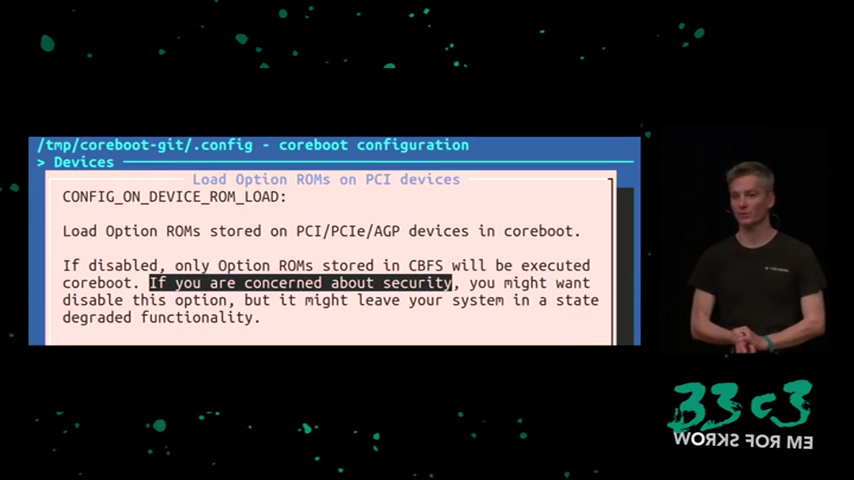 /tmp/coreboot-git/.config - coreboot configuration
> Devices
Load Option ROMs on PCI devices
CONFIG_ON_DEVICE_ROM_LOAD:
Load Option ROMs stored on PCI/PCIe/AGP devices in coreboot.
If disabled, only Option ROMs stored in CBFS will be executed
coreboot. If you are concerned about security, you might want
disable this option, but it might leave your system in a state
degraded functionality.
33c3
WORKS FOR ME